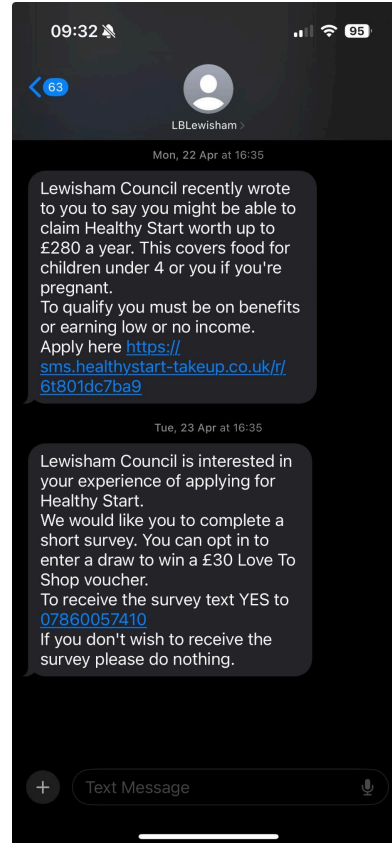 09:32
95
63
LBLewisham
Mon, 22 Apr at 16:35
Lewisham Council recently wrote
to you to say you might be able to
claim Healthy Start worth up to
£280 a year. This covers food for
children under 4 or you if you're
pregnant.
To qualify you must be on benefits
or earning low or no income.
Apply here https://
sms.healthystart-takeup.co.uk/r/
6t801dc7ba9
Tue, 23 Apr at 16:35
Lewisham Council is interested in
your experience of applying for
Healthy Start.
We would like you to complete a
short survey. You can opt in to
enter a draw to win a £30 Love To
Shop voucher.
To receive the survey text YES to
07860057410
If you don't wish to receive the
survey please do nothing.
Text Message